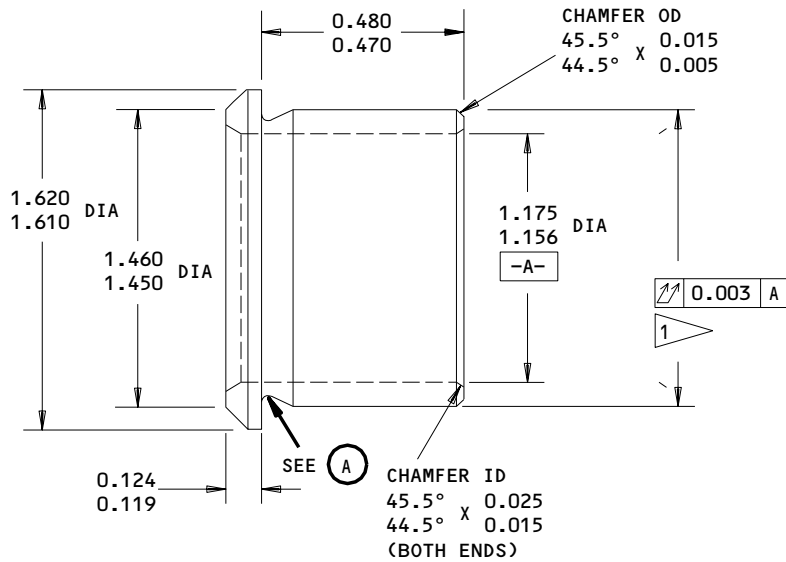 0.480
0.470
CHAMFER OD
45.5° X 0.015
44.5° 0.005
1.620 DIA
1.610
1.460 DIA
1.450
1.175 DIA
1.156
-A-
0.003 A
1
0.124
0.119
SEE A
CHAMFER ID
45.5° X 0.025
44.5° 0.015
(BOTH ENDS)